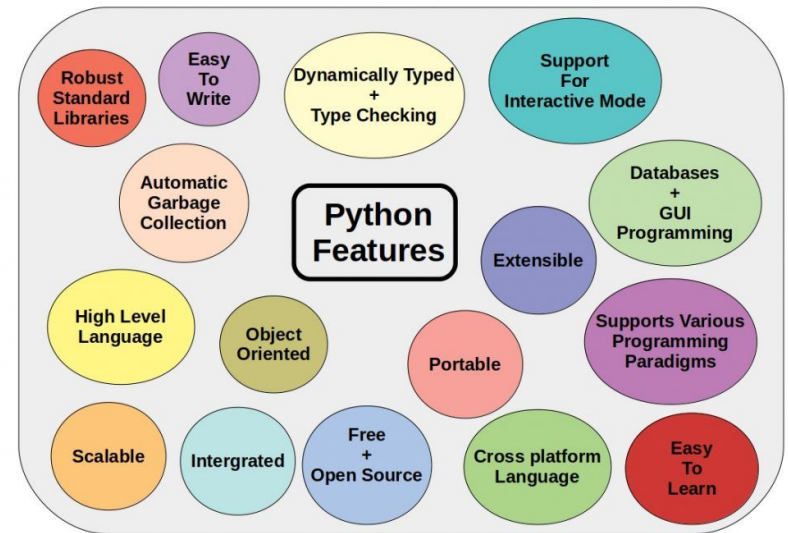 Robust
Standard
Libraries
Easy
To
Write
Dynamically Typed
+
Type Checking
Support
For
Interactive Mode
Automatic
Garbage
Collection
Python
Features
Databases
+
GUI
Programming
Extensible
High Level
Language
Object
Oriented
Portable
Supports Various
Programming
Paradigms
Scalable
Intergrated
Free
+
Open Source
Cross platform
Language
Easy
To
Learn